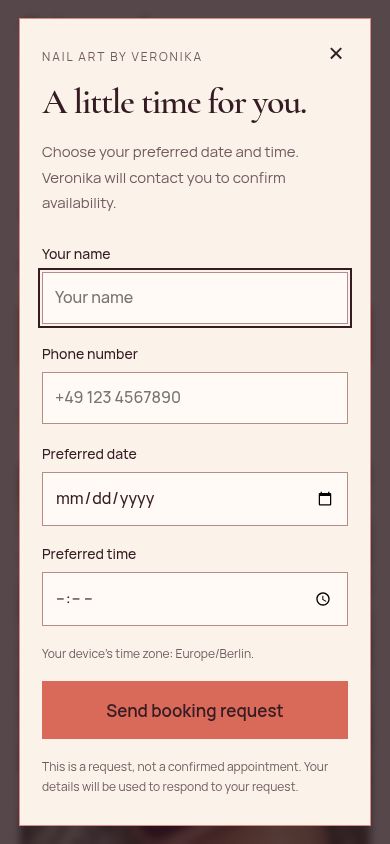 NAIL ART BY VERONIKA
A little time for you.
Choose your preferred date and time.
Veronika will contact you to confirm
availability.
Your name
Your name
Phone number
+49 123 4567890
Preferred date
mm/dd/yyyy
Preferred time
--:-- 
Your device's time zone: Europe/Berlin.
Send booking request
This is a request, not a confirmed appointment. Your
details will be used to respond to your request.